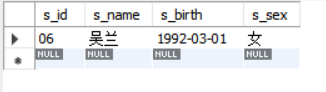 s_id s_name s_birth s_sex
06 吴兰 1992-03-01 女
NULL NULL NULL NULL